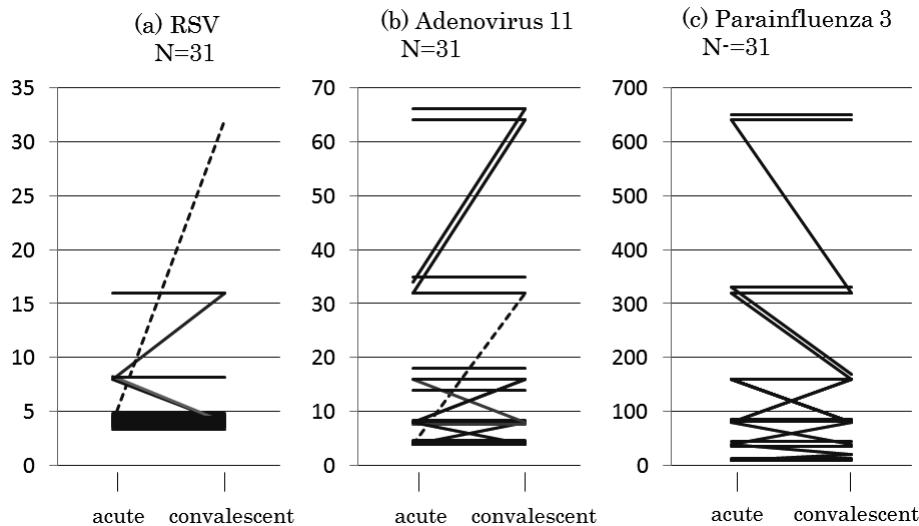 (a) RSV
N=31
35
30
25
20
15
10
5
0
acute convalescent
(b) Adenovirus 11
N=31
70
60
50
40
30
20
10
0
acute convalescent
(c) Parainfluenza 3
N-=31
700
600
500
400
300
200
100
0
acute convalescent